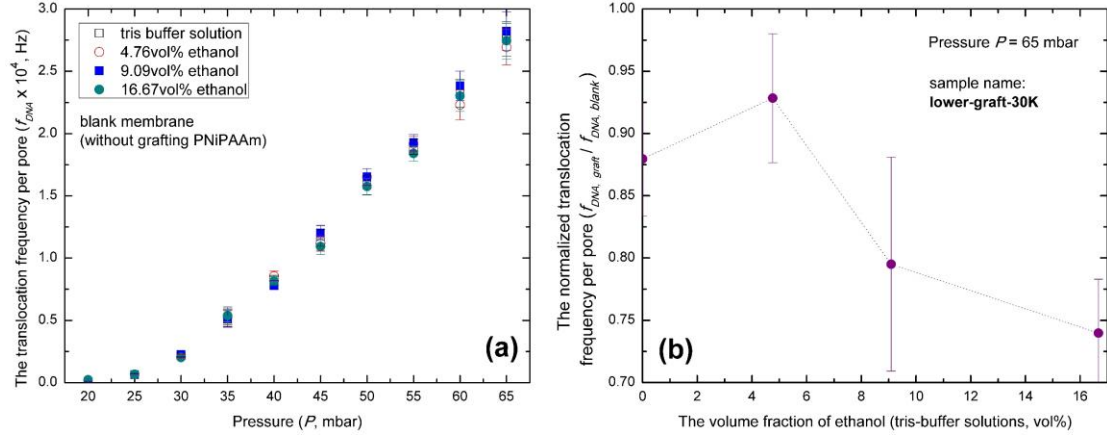 The translocation frequency per pore (f_DNA x 10^4, Hz)
3.0
2.5
2.0
1.5
1.0
0.5
0.0
tris buffer solution
4.76vol% ethanol
9.09vol% ethanol
16.67vol% ethanol
blank membrane
(without grafting PNiPAAm)
(a)
20 25 30 35 40 45 50 55 60 65
Pressure (P, mbar)
The normalized translocation
frequency per pore (f_DNA, graft / f_DNA, blank)
1.00
0.95
0.90
0.85
0.80
0.75
0.70
Pressure P = 65 mbar
sample name:
lower-graft-30K
(b)
0 2 4 6 8 10 12 14 16
The volume fraction of ethanol (tris-buffer solutions, vol%)